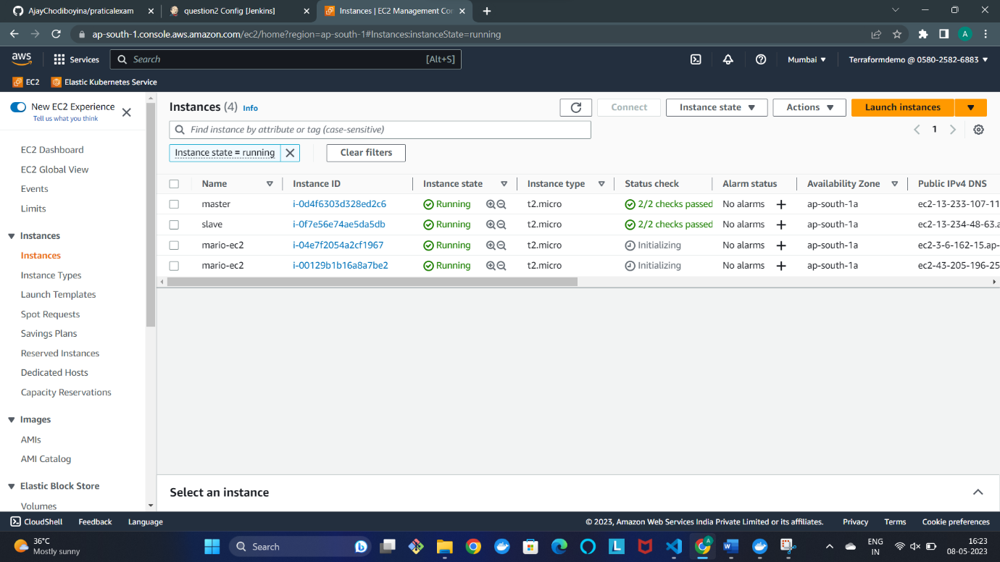 AjayChodiboyina/praticalexam
question2 Config [Jenkins]
Instances | EC2 Management Con
ap-south-1.console.aws.amazon.com/ec2/home?region=ap-south-1#Instances:instanceState=running
A
aws
Services
Search [Alt+S]
Mumbai
Terraformdemo @ 0580-2582-6883
EC2
Elastic Kubernetes Service
New EC2 Experience
Tell us what you think
EC2 Dashboard
EC2 Global View
Events
Limits
Instances
Instances
Instance Types
Launch Templates
Spot Requests
Savings Plans
Reserved Instances
Dedicated Hosts
Capacity Reservations
Images
AMIs
AMI Catalog
Elastic Block Store
Volumes
Instances (4) Info
Connect
Instance state
Actions
Launch instances
Find instance by attribute or tag (case-sensitive)
1
Instance state = running
Clear filters
Name Instance ID Instance state Instance type Status check Alarm status Availability Zone Public IPv4 DNS
master i-0d4f6303d328ed2c6 Running t2.micro 2/2 checks passed No alarms ap-south-1a ec2-13-233-107-11
slave i-0f7e56e74ae5da5db Running t2.micro 2/2 checks passed No alarms ap-south-1a ec2-13-234-48-63.a
mario-ec2 i-04e7f2054a2cf1967 Running t2.micro Initializing No alarms ap-south-1a ec2-3-6-162-15.ap-
mario-ec2 i-00129b1b16a8a7be2 Running t2.micro Initializing No alarms ap-south-1a ec2-43-205-196-25
Select an instance
CloudShell Feedback Language
© 2023, Amazon Web Services India Private Limited or its affiliates. Privacy Terms Cookie preferences
36°C
Mostly sunny
Search
L
A
W
ENG
IN
16:23
08-05-2023